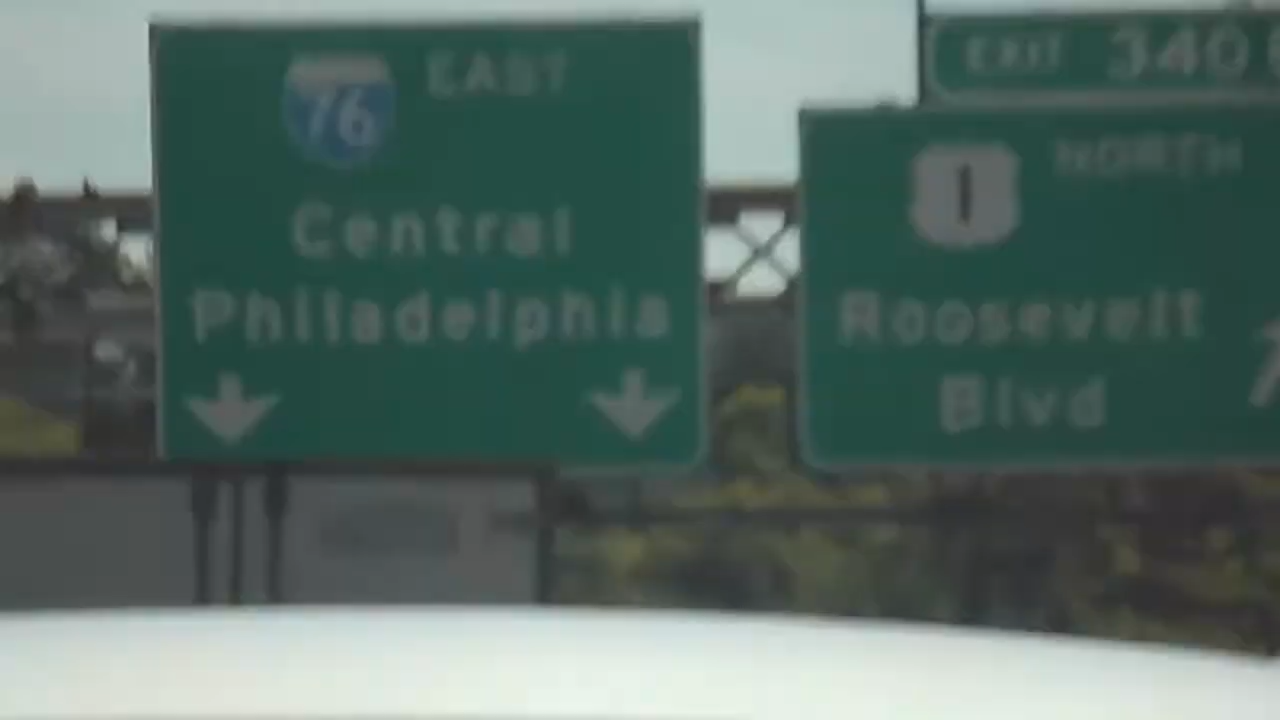 76 EAST
Central
Philadelphia
EXIT 340
1 NORTH
Roosevelt
Blvd